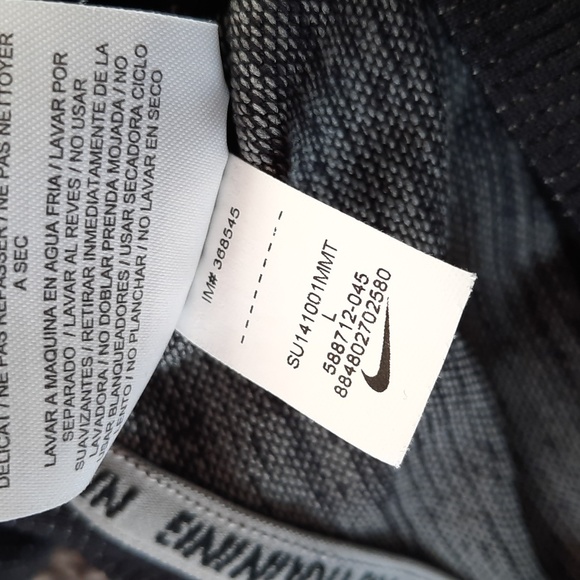 DELICAT / NE PAS REPASSER / NE PAS NETTOYER
A SEC
LAVAR A MAQUINA EN AGUA FRIA / LAVAR POR
SEPARADO / LAVAR AL REVES / NO USAR
SUAVIZANTES / RETIRAR INMEDIATAMENTE DE LA
LAVADORA / NO DOBLAR PRENDA MOJADA / NO
USAR BLANQUEADORES / USAR SECADORA CICLO
LENTO / NO PLANCHAR / NO LAVAR EN SECO
IM# 368545
SU141001MMT
L
588712-045
884802702580